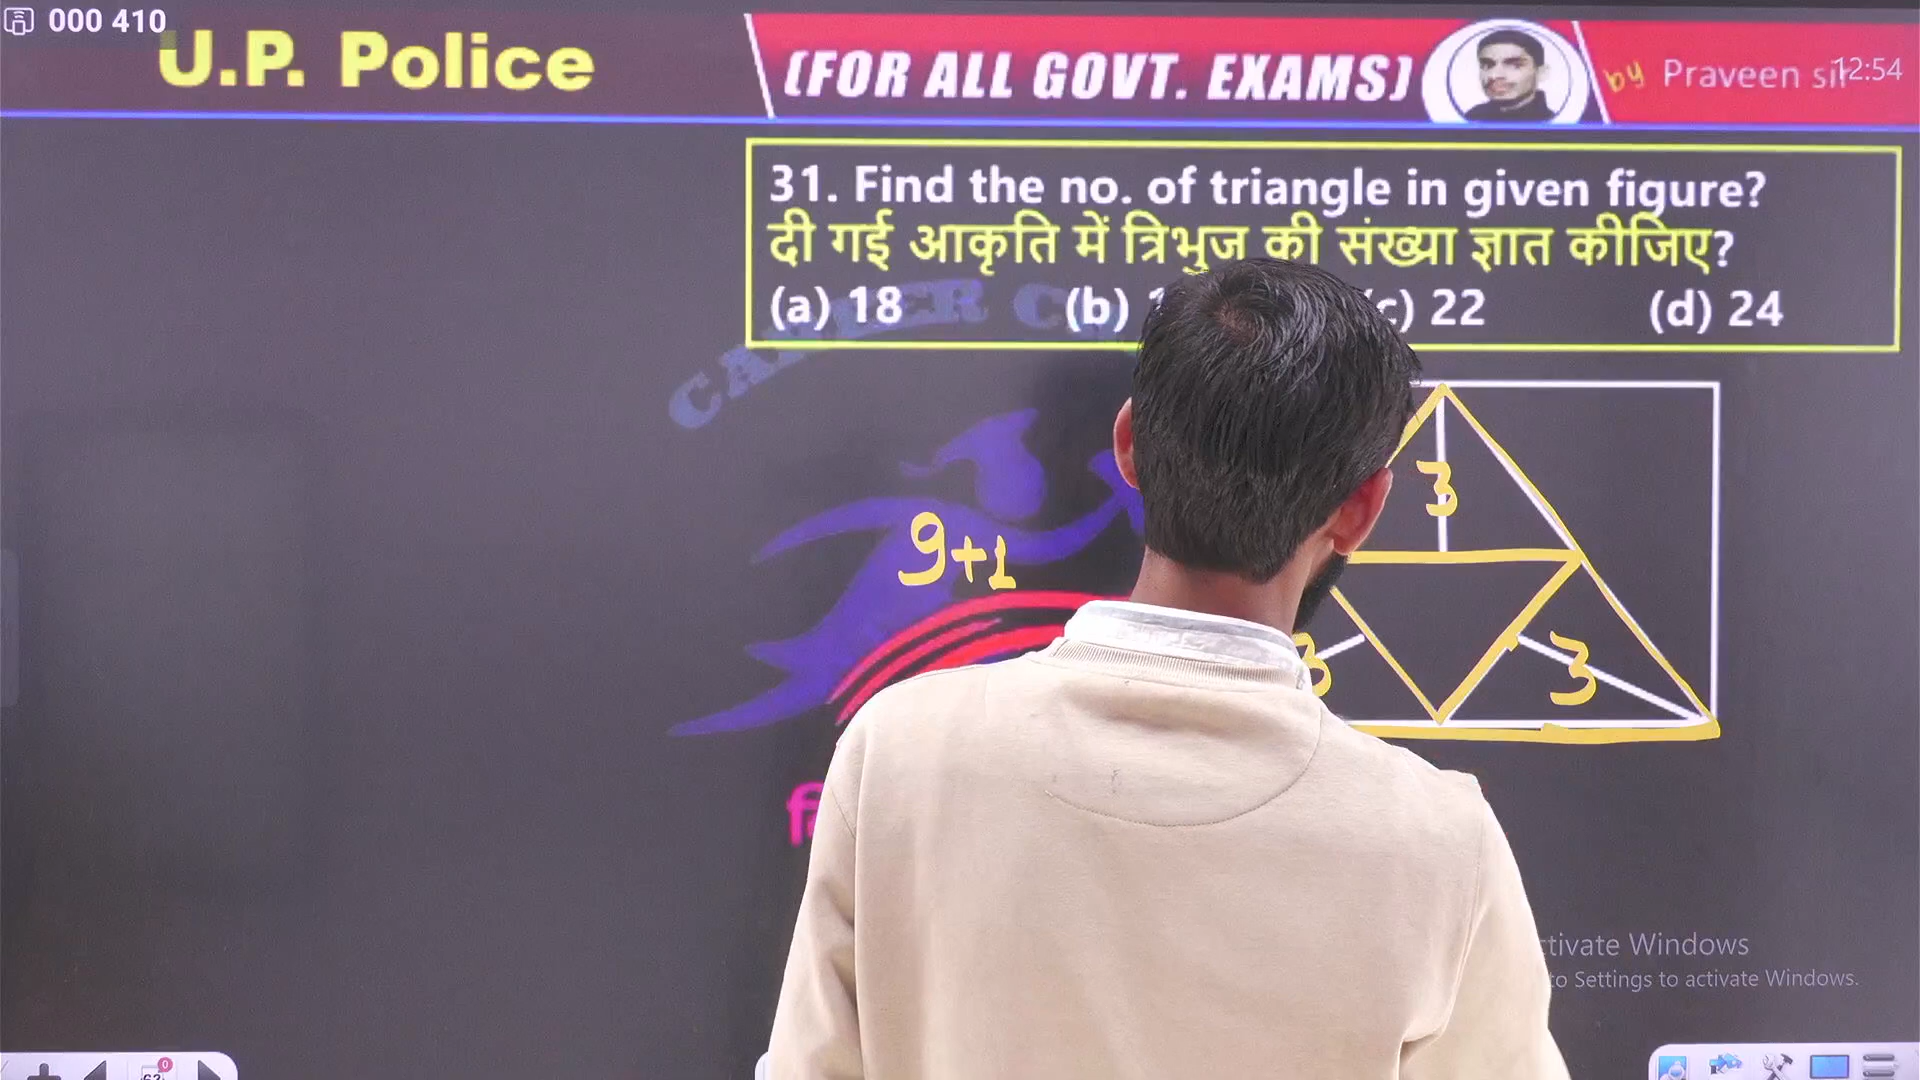 000 410
U.P. Police
(FOR ALL GOVT. EXAMS)
by Praveen sir
12:54
31. Find the no. of triangle in given figure?
दी गई आकृति में त्रिभुज की संख्या ज्ञात कीजिए?
(a) 18 (b) (c) 22 (d) 24
CAREER
3
9+1
3 3
Activate Windows
to Settings to activate Windows.